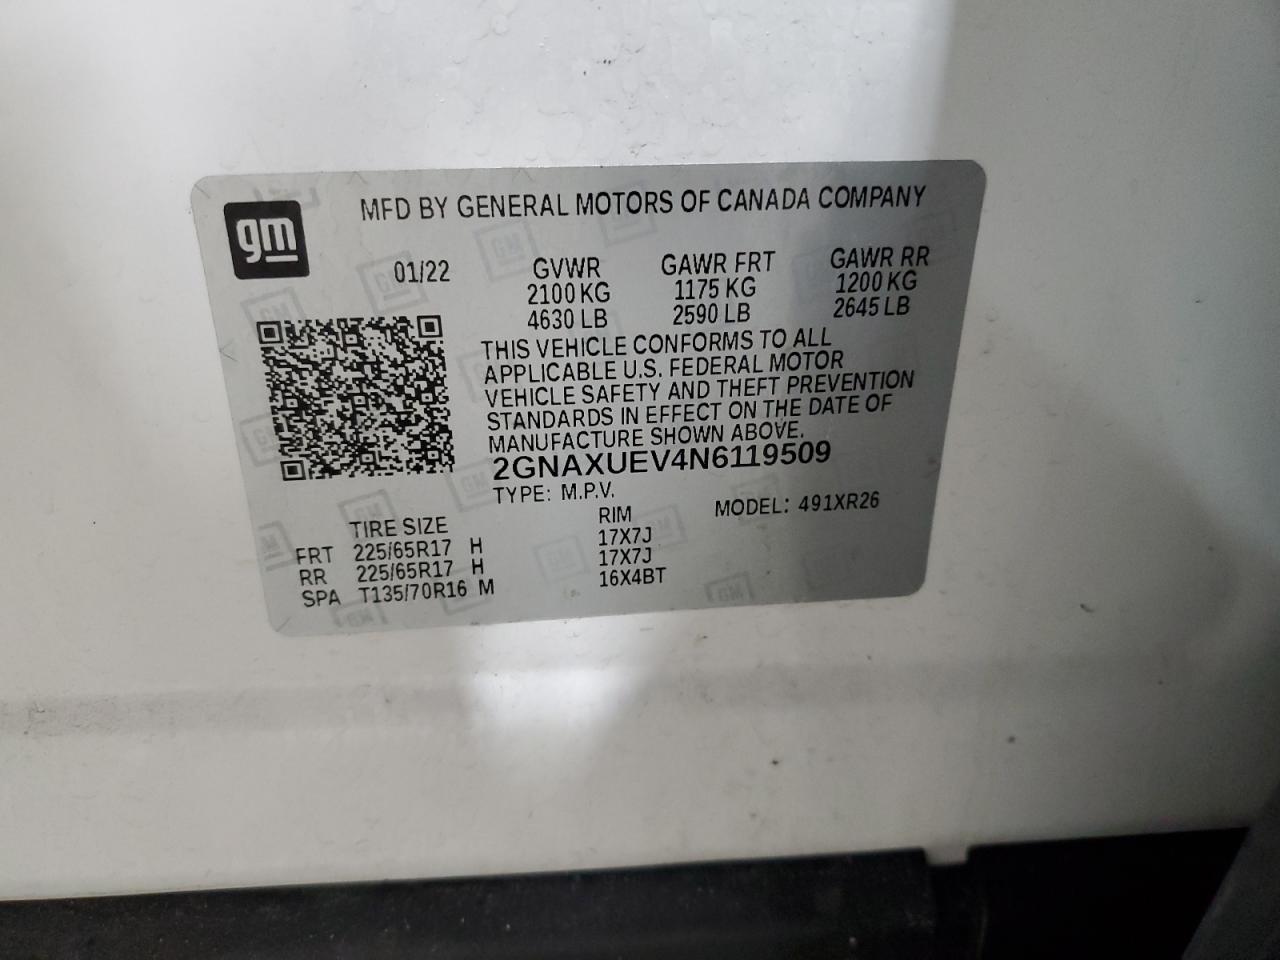 MFD BY GENERAL MOTORS OF CANADA COMPANY
gm
01/22 GVWR GAWR FRT GAWR RR
2100 KG 1175 KG 1200 KG
4630 LB 2590 LB 2645 LB
THIS VEHICLE CONFORMS TO ALL
APPLICABLE U.S. FEDERAL MOTOR
VEHICLE SAFETY AND THEFT PREVENTION
STANDARDS IN EFFECT ON THE DATE OF
MANUFACTURE SHOWN ABOVE.
2GNAXUEV4N6119509
TYPE: M.P.V. MODEL: 491XR26
TIRE SIZE RIM
FRT 225/65R17 H 17X7J
RR 225/65R17 H 17X7J
SPA T135/70R16 M 16X4BT